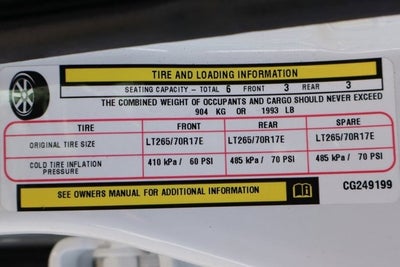 TIRE AND LOADING INFORMATION
SEATING CAPACITY - TOTAL 6 FRONT 3 REAR 3
THE COMBINED WEIGHT OF OCCUPANTS AND CARGO SHOULD NEVER EXCEED
904 KG OR 1993 LB
TIRE FRONT REAR SPARE
ORIGINAL TIRE SIZE LT265/70R17E LT265/70R17E LT265/70R17E
COLD TIRE INFLATION PRESSURE 410 kPa / 60 PSI 485 kPa / 70 PSI 485 kPa / 70 PSI
SEE OWNERS MANUAL FOR ADDITIONAL INFORMATION
CG249199